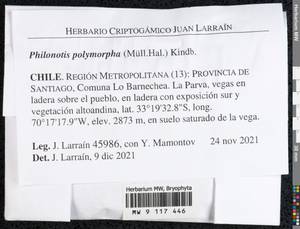 HERBARIO CRIPTOGÁMICO JUAN LARRAÍN
Philonotis polymorpha (Müll.Hal.) Kindb.
CHILE. REGIÓN METROPOLITANA (13): PROVINCIA DE
SANTIAGO, Comuna Lo Barnechea. La Parva, vegas en
ladera sobre el pueblo, en ladera con exposición sur y
vegetación altoandina, lat. 33°19'32.8"S, long.
70°17'17.9"W, elev. 2873 m, en suelo saturado de la vega.
Leg. J. Larraín 45986, con Y. Mamontov 24 nov 2021
Det. J. Larraín, 9 dic 2021
Herbarium MW, Bryophyta
MW 9 117 446